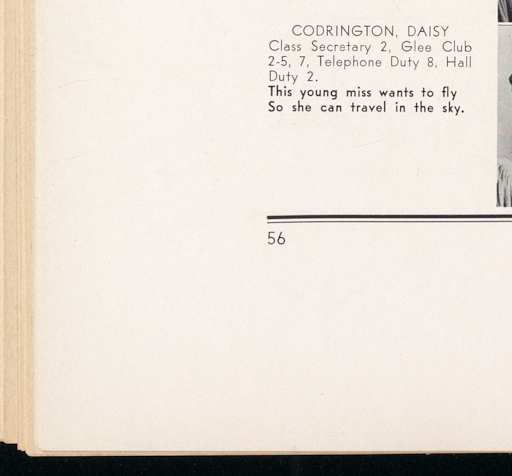 CODRINGTON, DAISY
Class Secretary 2, Glee Club
2-5, 7, Telephone Duty 8, Hall
Duty 2.
This young miss wants to fly
So she can travel in the sky.
56